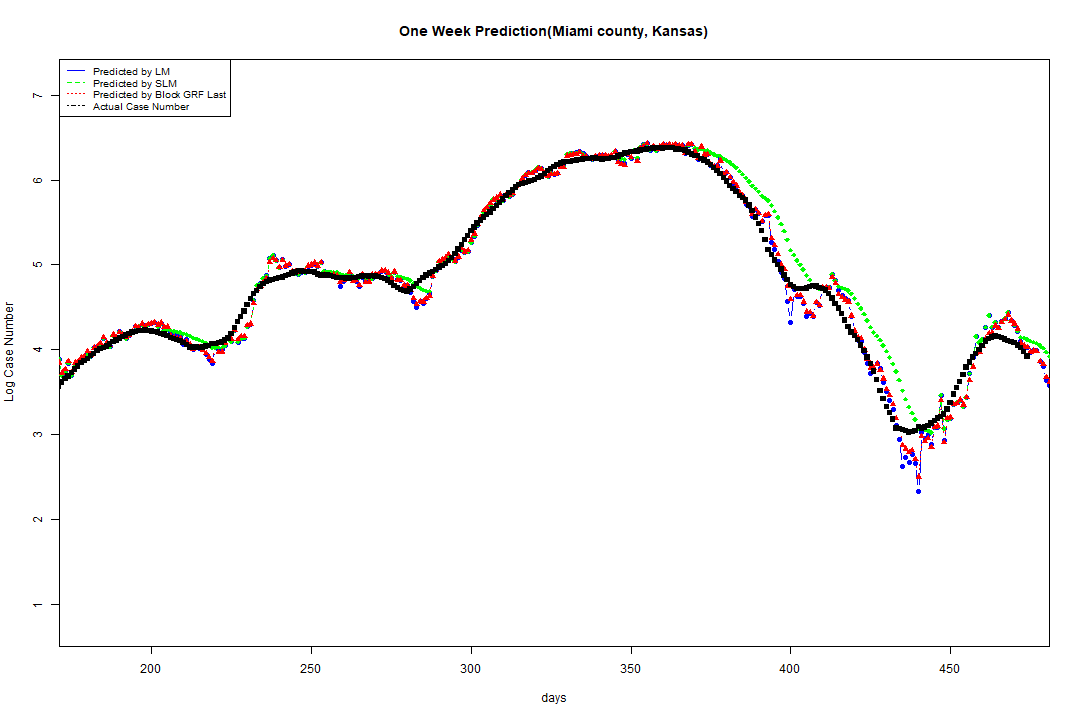 One Week Prediction(Miami county, Kansas)
Predicted by LM
Predicted by SLM
Predicted by Block GRF Last
Actual Case Number
7
6
5
4
3
2
1
Log Case Number
200 250 300 350 400 450
days